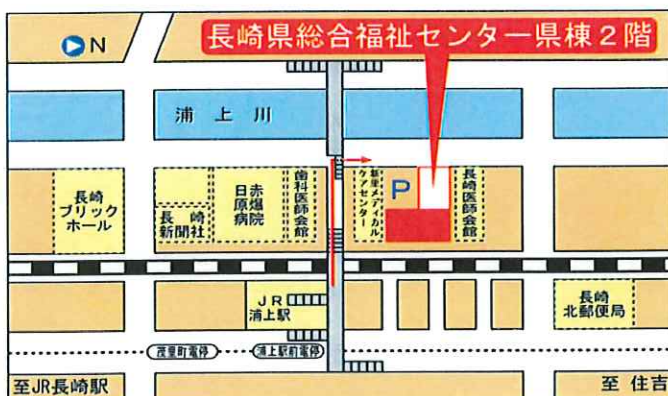 N
長崎県総合福祉センター県棟2階
浦上川
長崎
ブリック
ホール
長崎
新聞社
日赤
原爆
病院
歯科医師会館
新里メディカル
ケアセンター
P
長崎医師会館
JR
浦上駅
長崎
北郵便局
茂里町電停
浦上駅前電停
至JR長崎駅
至 住吉